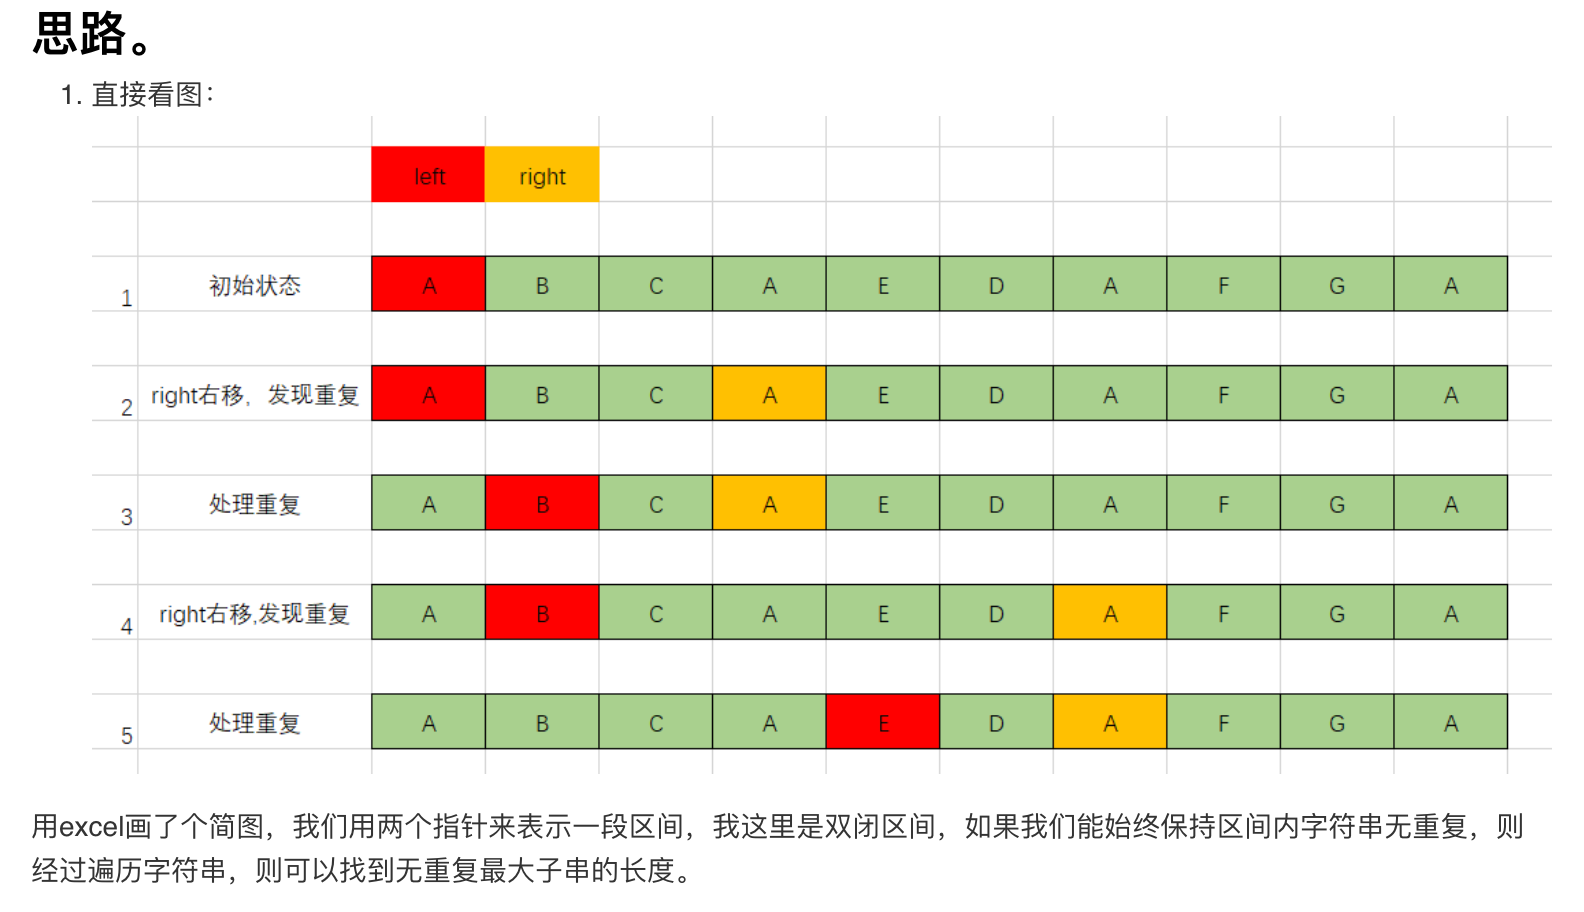 思路。
1. 直接看图：
left right
1 初始状态 A B C A E D A F G A
2 right右移，发现重复 A B C A E D A F G A
3 处理重复 A B C A E D A F G A
4 right右移,发现重复 A B C A E D A F G A
5 处理重复 A B C A E D A F G A
用excel画了个简图，我们用两个指针来表示一段区间，我这里是双闭区间，如果我们能始终保持区间内字符串无重复，则
经过遍历字符串，则可以找到无重复最大子串的长度。